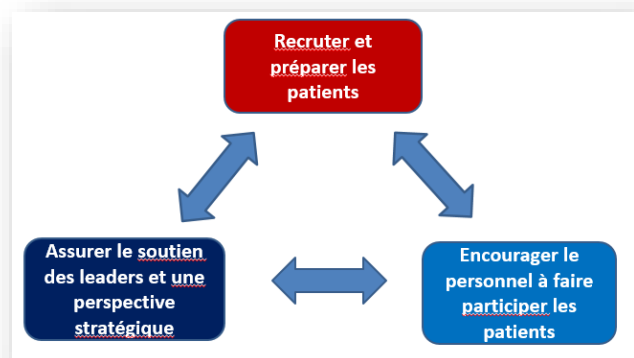 Recruter et
préparer les
patients
Assurer le soutien
des leaders et une
perspective
stratégique
Encourager le
personnel à faire
participer les
patients